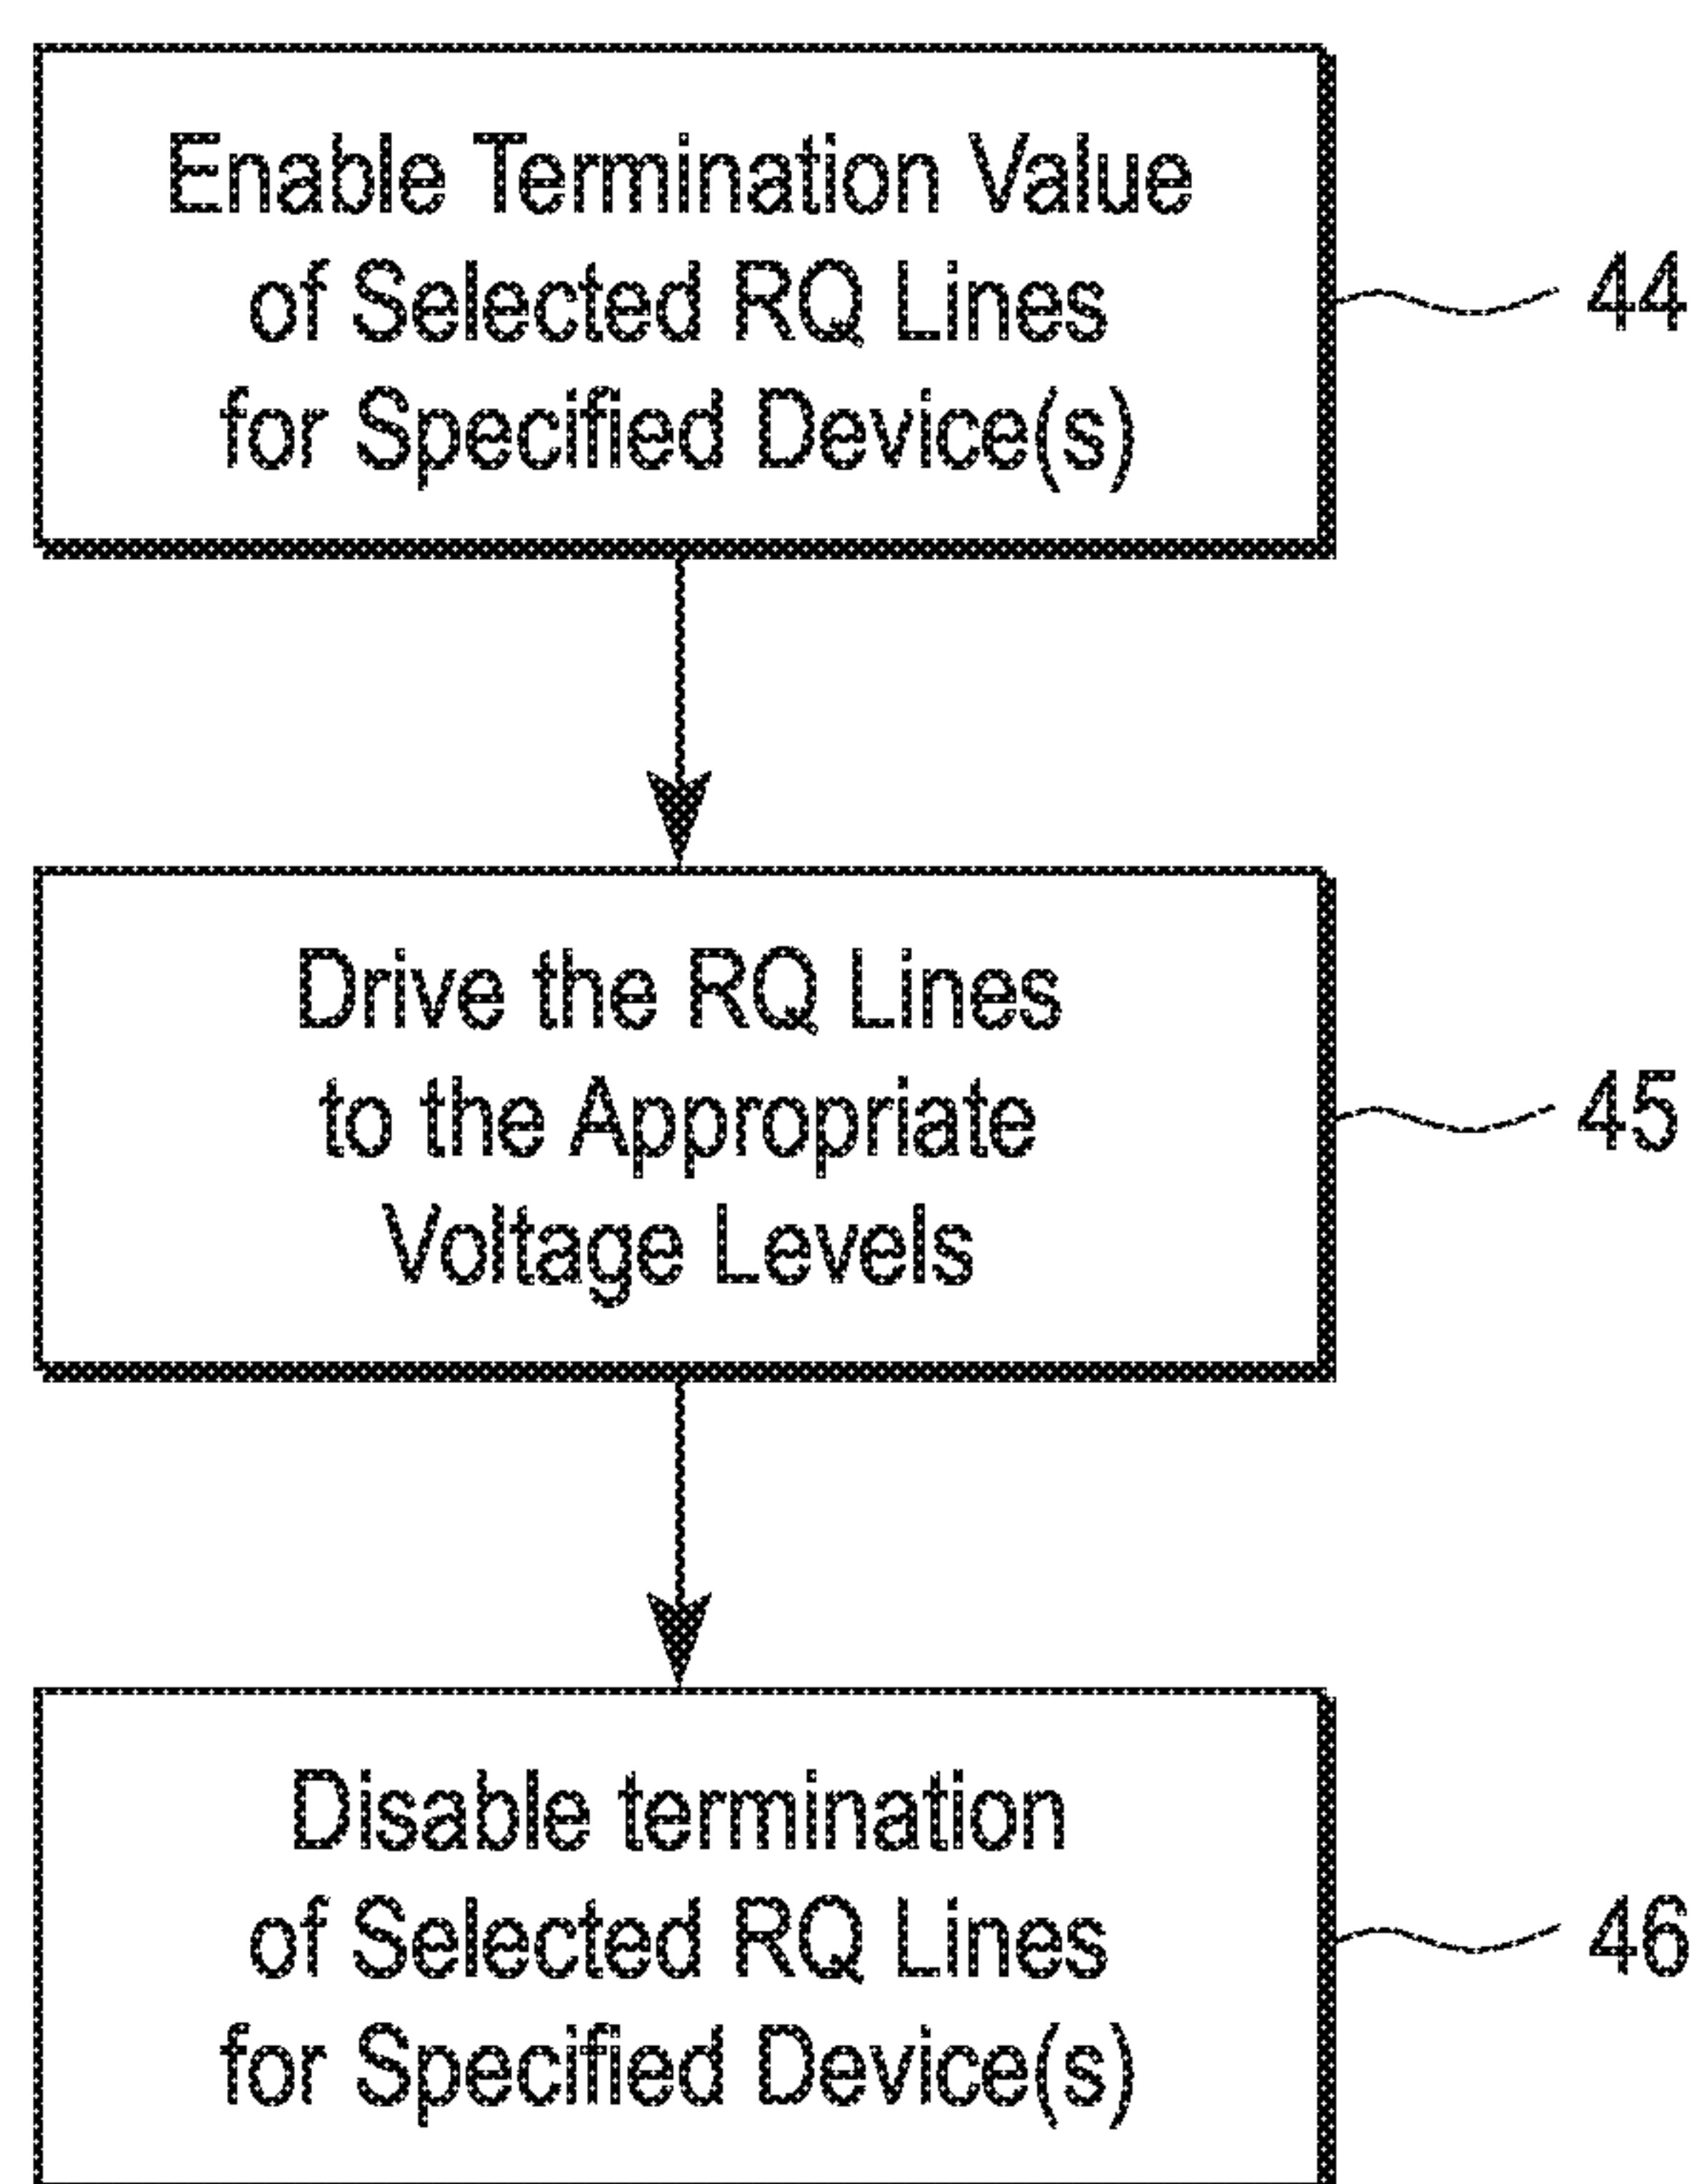 Enable Termination Value
of Selected RQ Lines
for Specified Device(s)
44
Drive the RQ Lines
to the Appropriate
Voltage Levels
45
Disable termination
of Selected RQ Lines
for Specified Device(s)
46